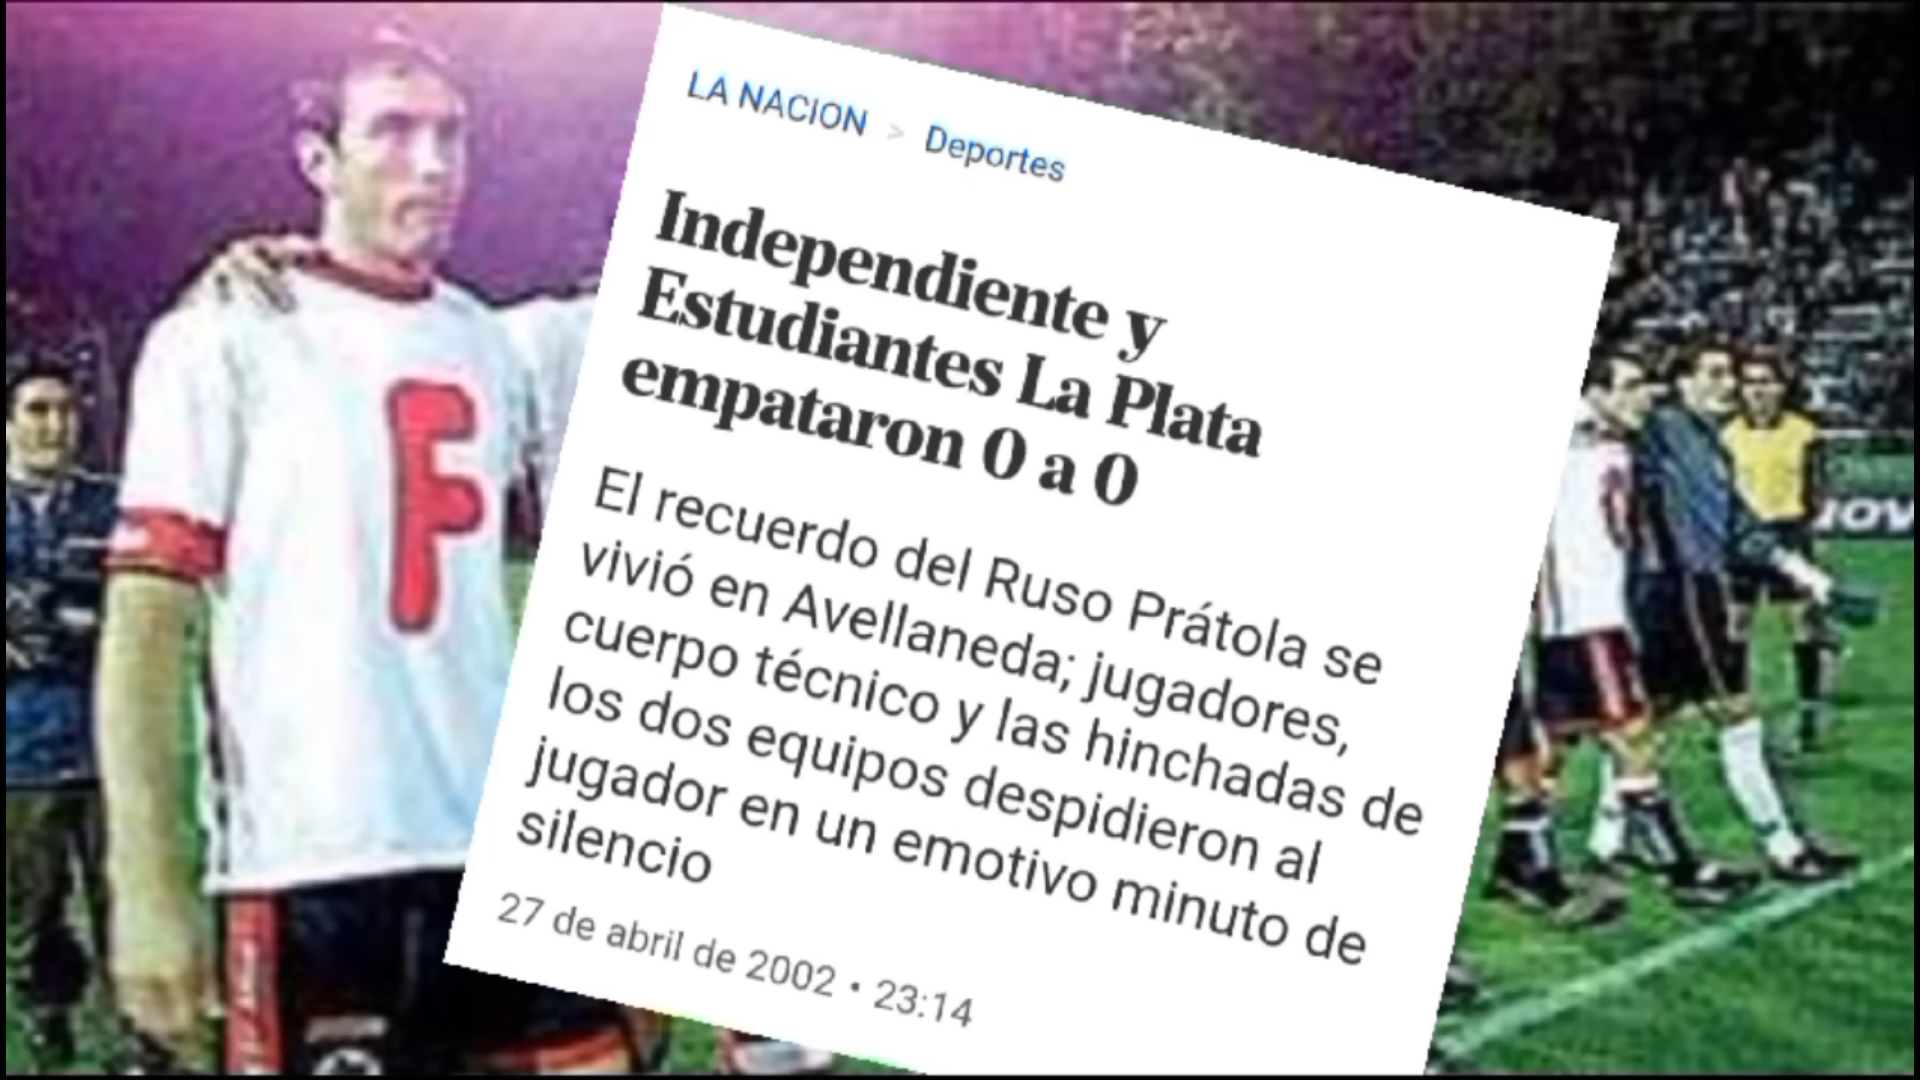 LA NACION > Deportes
Independiente y
Estudiantes La Plata
empataron 0 a 0
El recuerdo del Ruso Prátola se
vivió en Avellaneda; jugadores,
cuerpo técnico y las hinchadas de
los dos equipos despidieron al
jugador en un emotivo minuto de
silencio
27 de abril de 2002 • 23:14
F